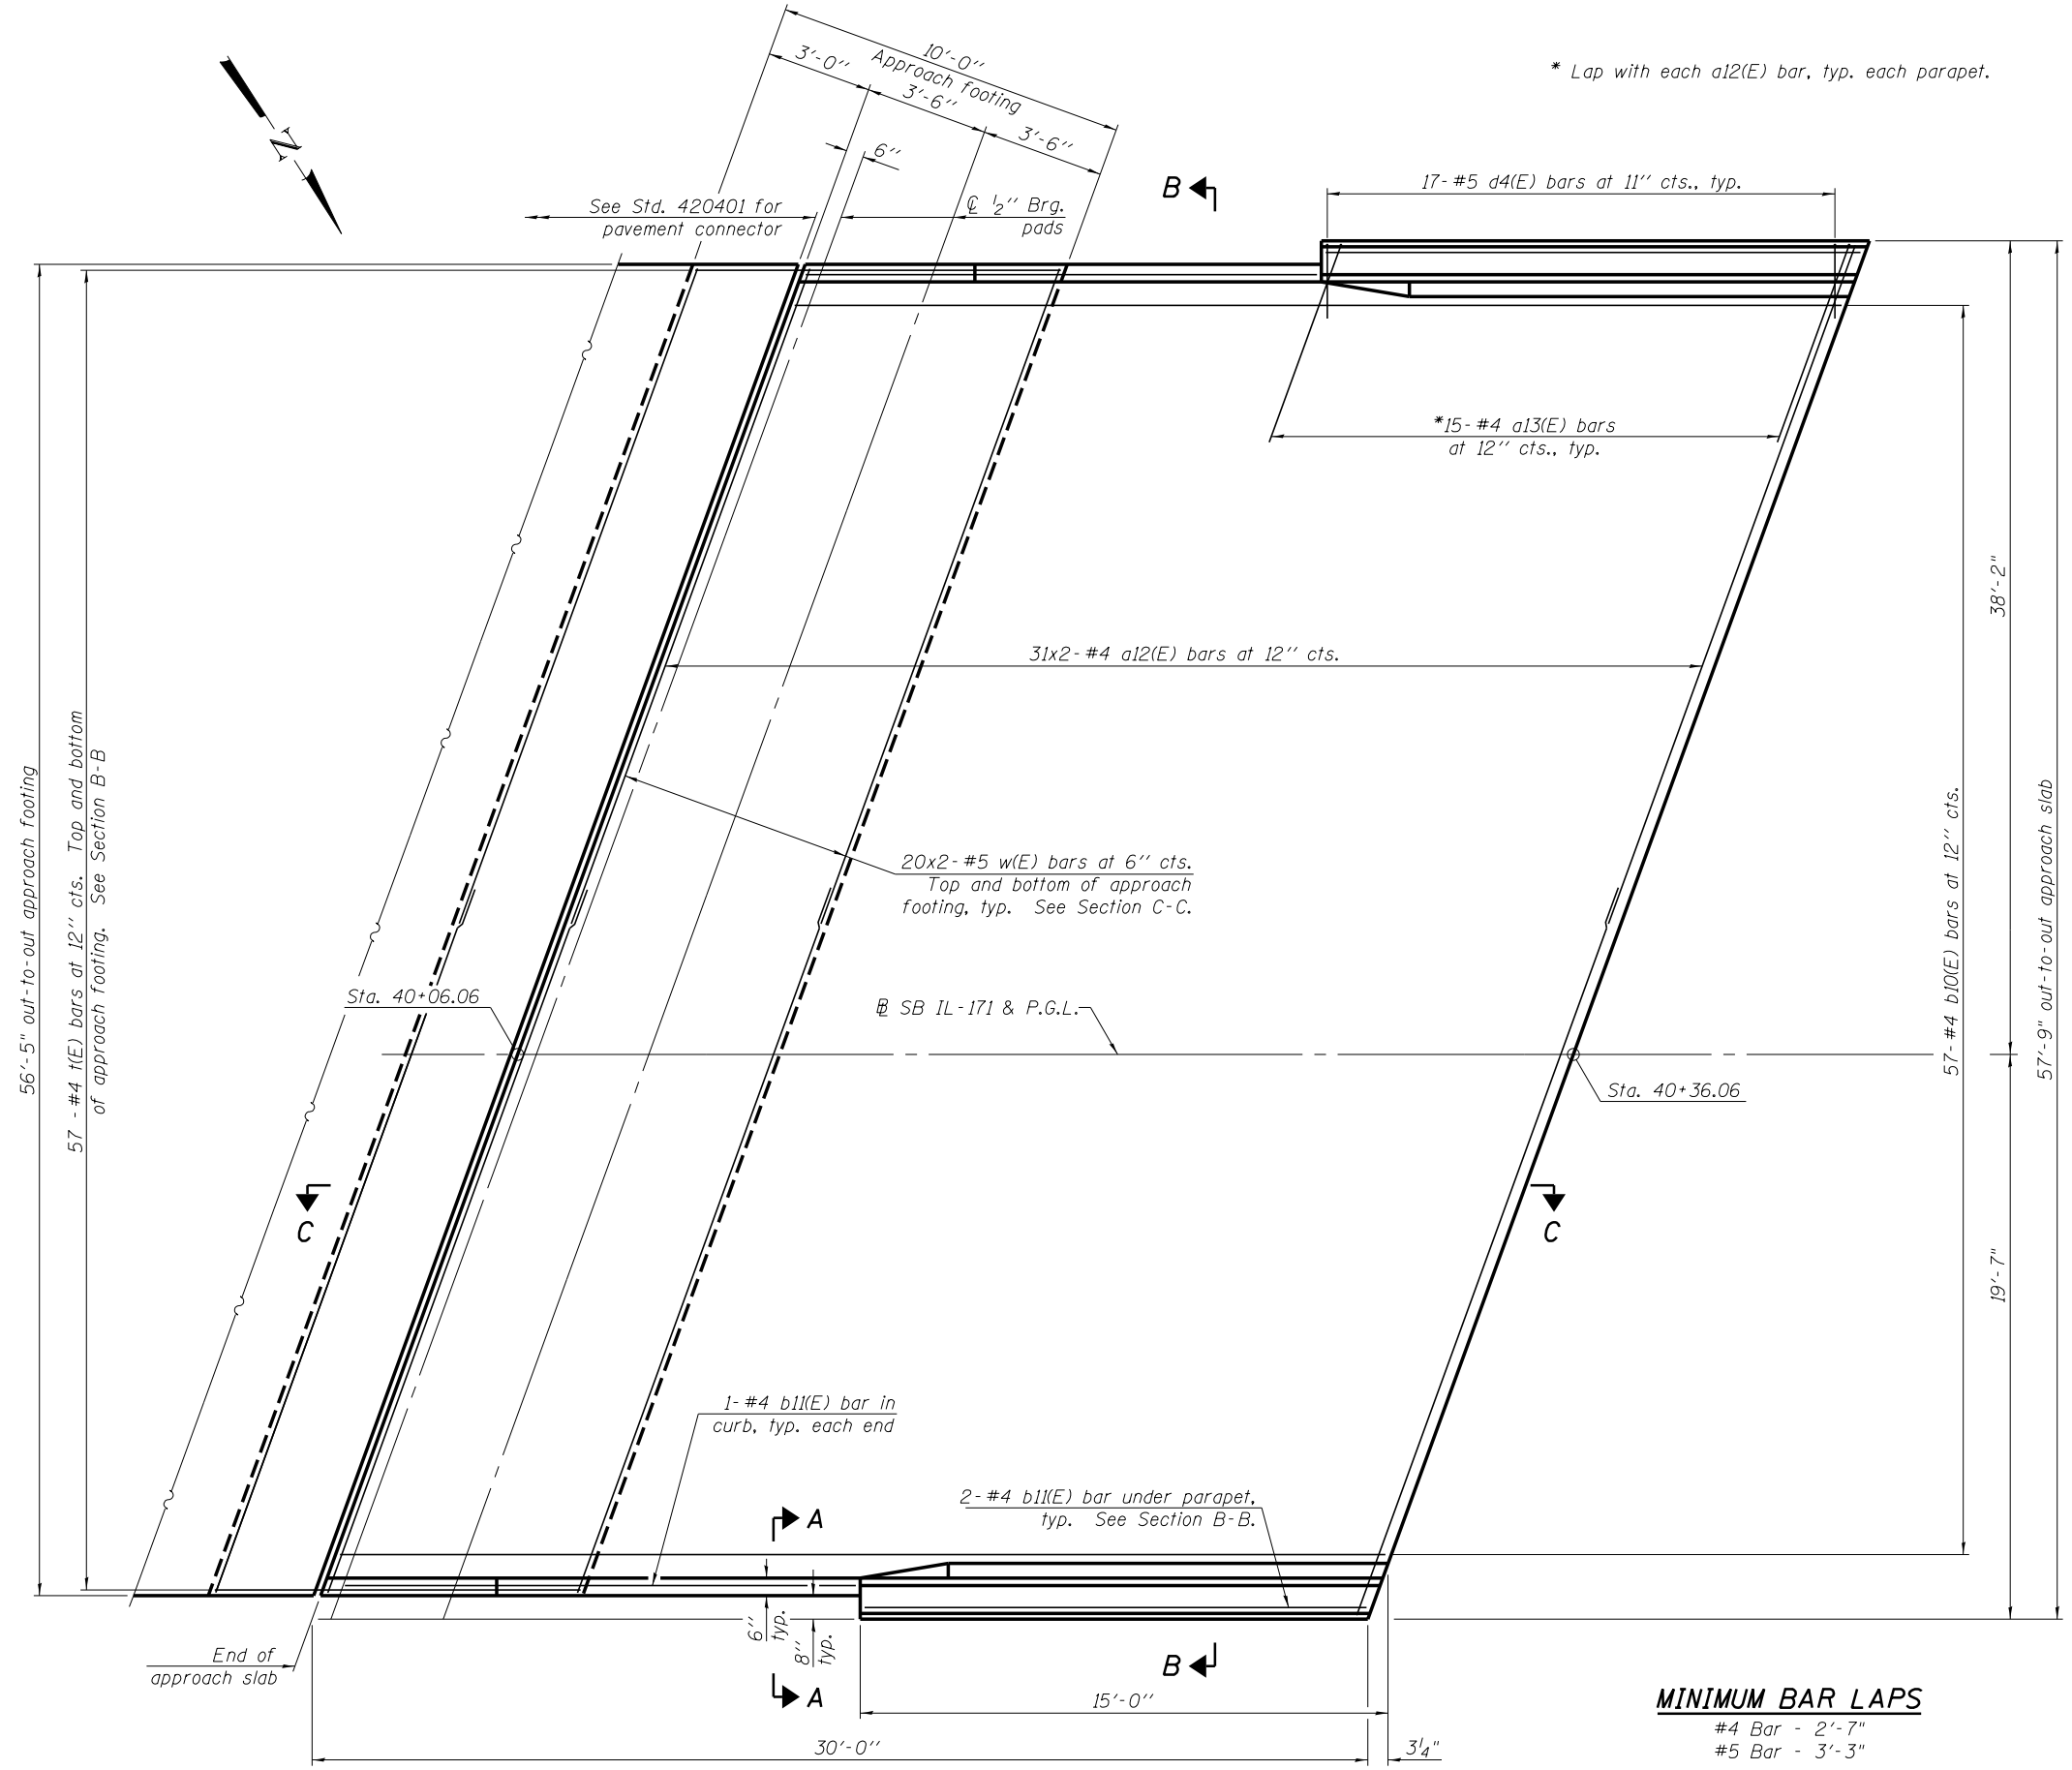 10'-0"
Approach footing
3'-0"
3'-6"
3'-6"
6"
* Lap with each a12(E) bar, typ. each parapet.
N
See Std. 420401 for
pavement connector
℄ 1/2" Brg.
pads
B
17-#5 d4(E) bars at 11" cts., typ.
*15-#4 a13(E) bars
at 12" cts., typ.
31x2-#4 a12(E) bars at 12" cts.
38'-2"
56'-5" out-to-out approach footing
57 -#4 t(E) bars at 12" cts. Top and bottom
of approach footing. See Section B-B
20x2-#5 w(E) bars at 6" cts.
Top and bottom of approach
footing, typ. See Section C-C.
57-#4 b10(E) bars at 12" cts.
57'-9" out-to-out approach slab
Sta. 40+06.06
SB IL-171 & P.G.L.
Sta. 40+36.06
C
C
19'-7"
1-#4 b11(E) bar in
curb, typ. each end
2-#4 b11(E) bar under parapet,
typ. See Section B-B.
A
6"
typ.
8"
typ.
End of
approach slab
B
A
15'-0"
30'-0"
3 1/4"
MINIMUM BAR LAPS
#4 Bar - 2'-7"
#5 Bar - 3'-3"